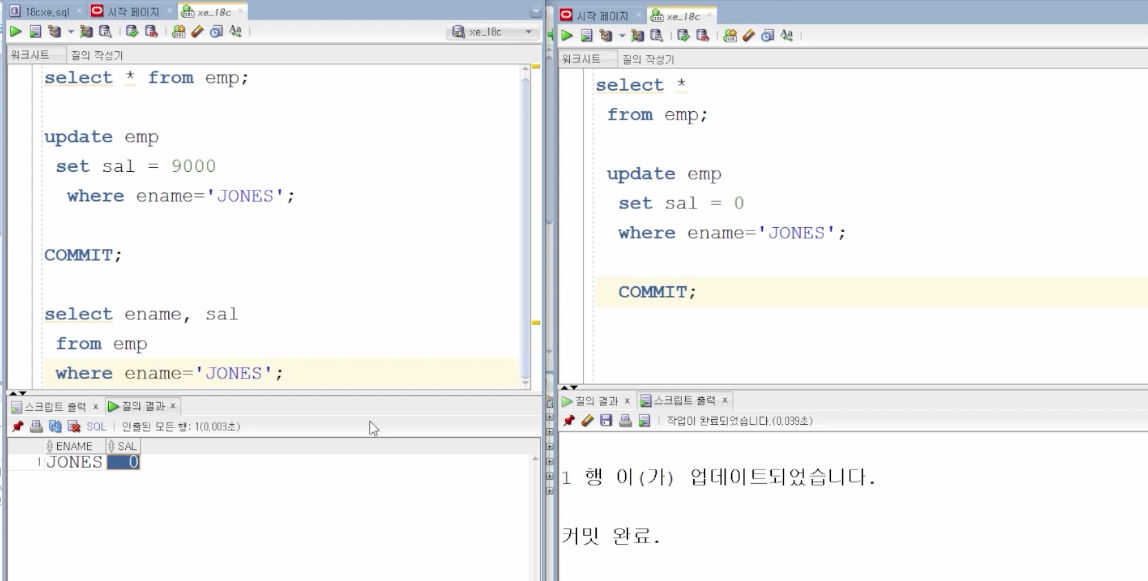 18cxe.sql
시작 페이지
xe_18c
xe_18c
워크시트
질의 작성기
select * from emp;
update emp
set sal = 9000
where ename='JONES';
COMMIT;
select ename, sal
from emp
where ename='JONES';
스크립트 출력 x
질의 결과 x
SQL | 인출된 모든 행: 1(0.003초)
ENAME
SAL
1 JONES 0
시작 페이지
xe_18c
워크시트
질의 작성기
select *
from emp;
update emp
set sal = 0
where ename='JONES';
COMMIT;
질의 결과 x
스크립트 출력 x
작업이 완료되었습니다.(0.039초)
1 행 이(가) 업데이트되었습니다.
커밋 완료.